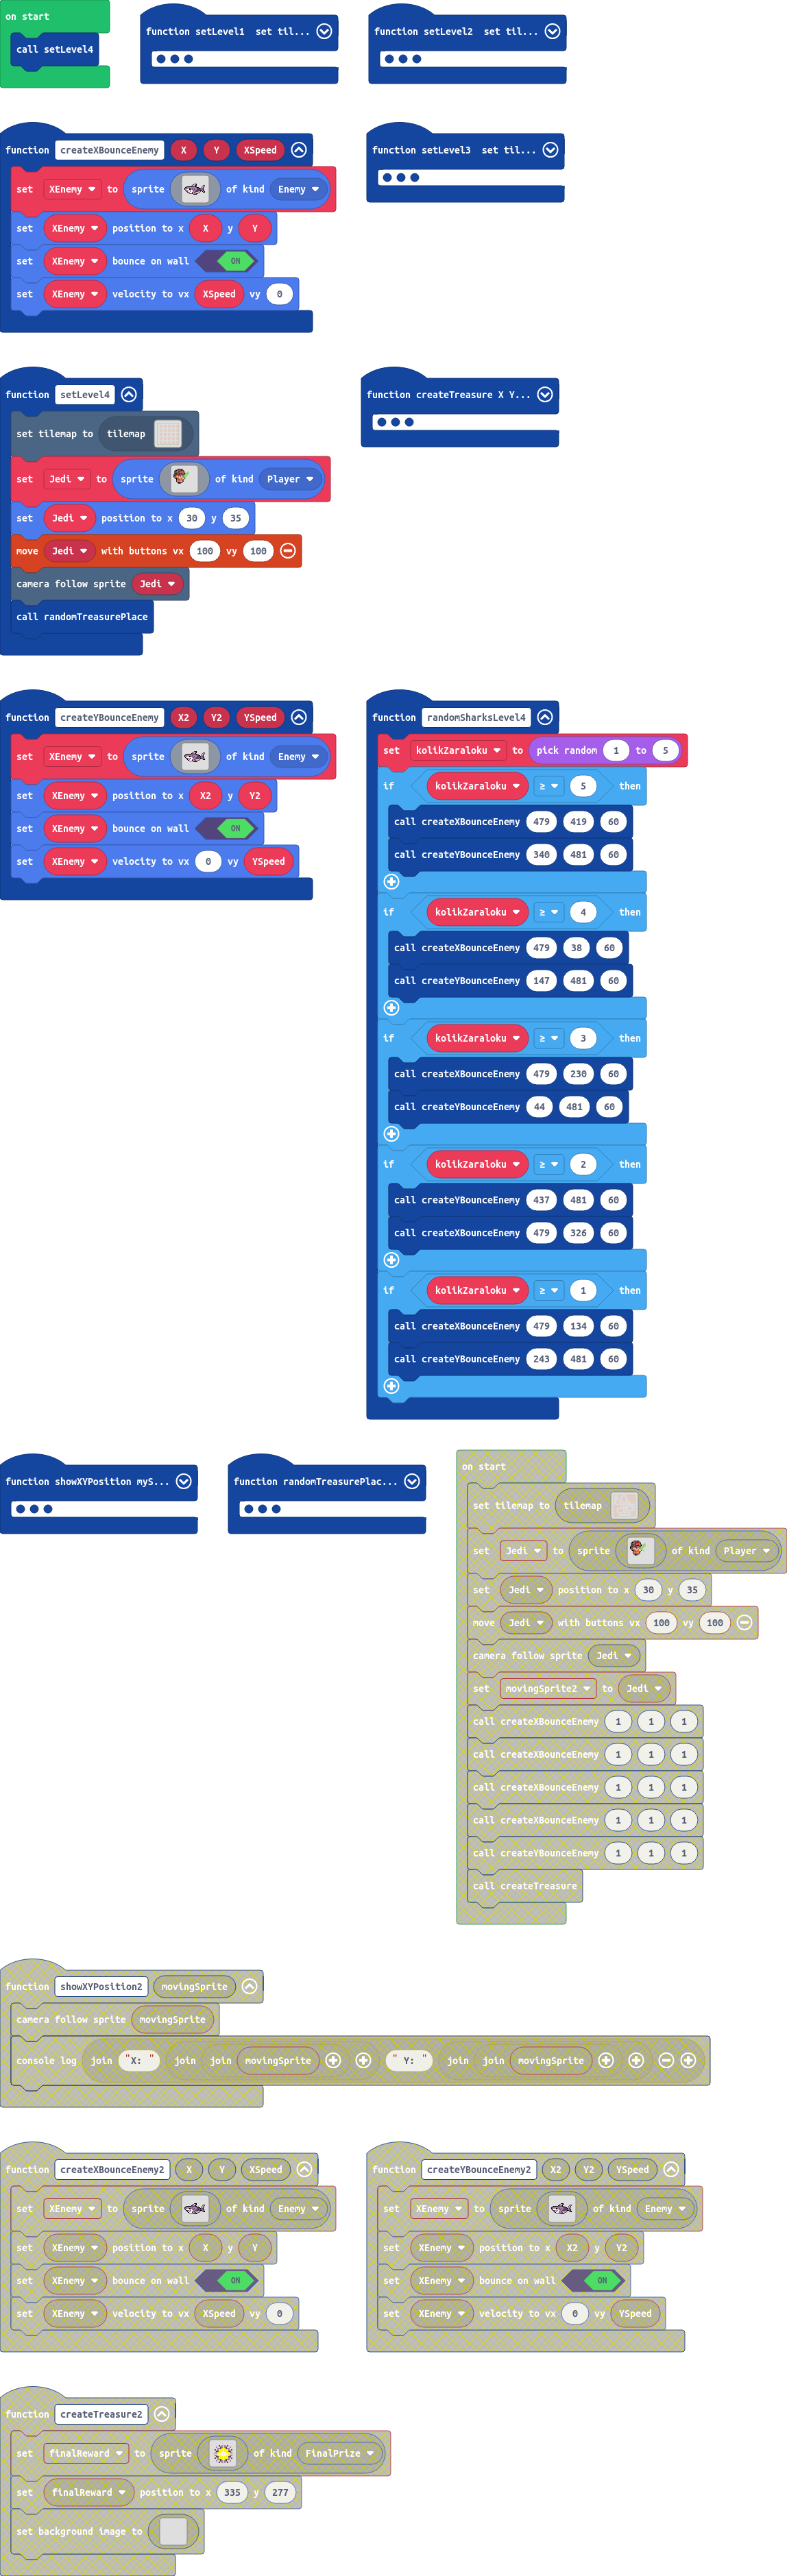 on start
call setLevel4
function setLevel1 set til...
function setLevel2 set til...
function createXBounceEnemy X Y XSpeed
set XEnemy to sprite of kind Enemy
set XEnemy position to x X y Y
set XEnemy bounce on wall ON
set XEnemy velocity to vx XSpeed vy 0
function setLevel3 set til...
function setLevel4
set tilemap to tilemap
set Jedi to sprite of kind Player
set Jedi position to x 30 y 35
move Jedi with buttons vx 100 vy 100
camera follow sprite Jedi
call randomTreasurePlace
function createTreasure X Y...
function createYBounceEnemy X2 Y2 YSpeed
set XEnemy to sprite of kind Enemy
set XEnemy position to x X2 y Y2
set XEnemy bounce on wall ON
set XEnemy velocity to vx 0 vy YSpeed
function randomSharksLevel4
set kolikZaraloku to pick random 1 to 5
if kolikZaraloku ≥ 5 then
call createXBounceEnemy 479 419 60
call createYBounceEnemy 340 481 60
if kolikZaraloku ≥ 4 then
call createXBounceEnemy 479 38 60
call createYBounceEnemy 147 481 60
if kolikZaraloku ≥ 3 then
call createXBounceEnemy 479 230 60
call createYBounceEnemy 44 481 60
if kolikZaraloku ≥ 2 then
call createYBounceEnemy 437 481 60
call createXBounceEnemy 479 326 60
if kolikZaraloku ≥ 1 then
call createXBounceEnemy 479 134 60
call createYBounceEnemy 243 481 60
function showXYPosition myS...
function randomTreasurePlac...
on start
set tilemap to tilemap
set Jedi to sprite of kind Player
set Jedi position to x 30 y 35
move Jedi with buttons vx 100 vy 100
camera follow sprite Jedi
set movingSprite2 to Jedi
call createXBounceEnemy 1 1 1
call createXBounceEnemy 1 1 1
call createXBounceEnemy 1 1 1
call createXBounceEnemy 1 1 1
call createYBounceEnemy 1 1 1
call createTreasure
function showXYPosition2 movingSprite
camera follow sprite movingSprite
console log join "X: " join join movingSprite " Y: " join join movingSprite
function createXBounceEnemy2 X Y XSpeed
set XEnemy to sprite of kind Enemy
set XEnemy position to x X y Y
set XEnemy bounce on wall ON
set XEnemy velocity to vx XSpeed vy 0
function createYBounceEnemy2 X2 Y2 YSpeed
set XEnemy to sprite of kind Enemy
set XEnemy position to x X2 y Y2
set XEnemy bounce on wall ON
set XEnemy velocity to vx 0 vy YSpeed
function createTreasure2
set finalReward to sprite of kind FinalPrize
set finalReward position to x 335 y 277
set background image to